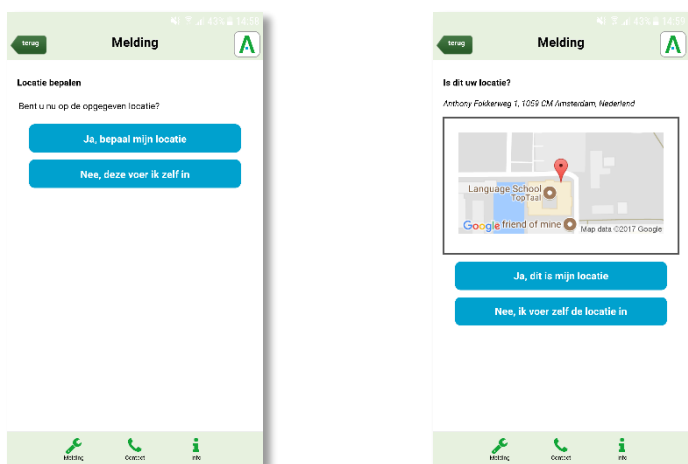 43% 14:58
terug
Melding
Locatie bepalen
Bent u nu op de opgegeven locatie?
Ja, bepaal mijn locatie
Nee, deze voer ik zelf in
Melding
Contact
Info
43% 14:59
terug
Melding
Is dit uw locatie?
Anthony Fokkerweg 1, 1059 CM Amsterdam, Nederland
Language School
TopTaal
Google
friend of mine
Map data ©2017 Google
Ja, dit is mijn locatie
Nee, ik voer zelf de locatie in
Melding
Contact
Info